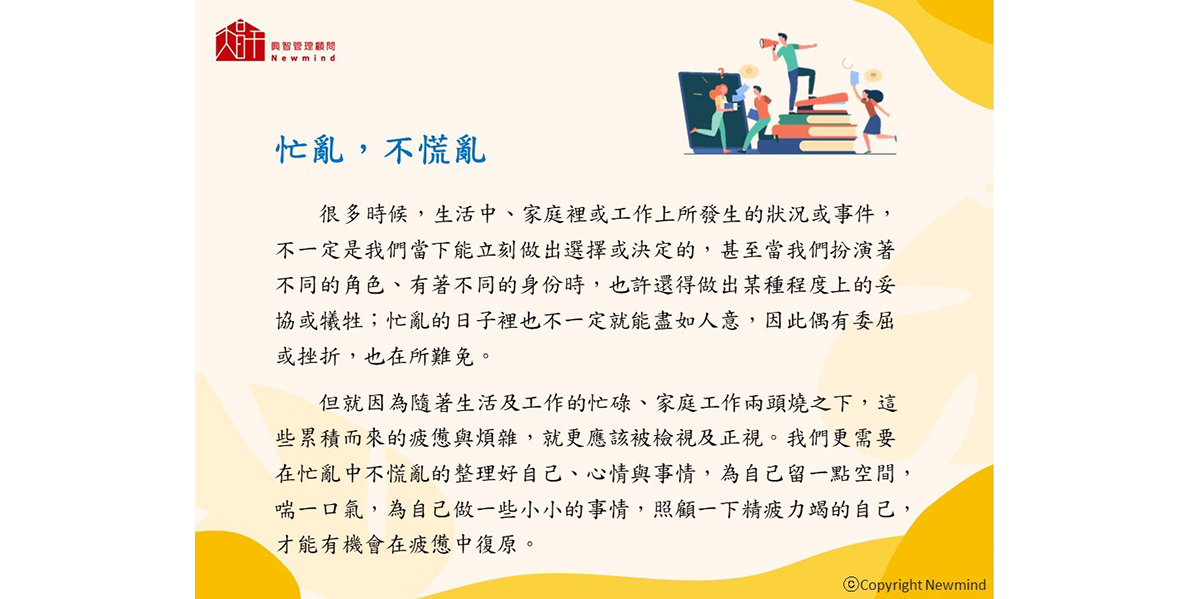 興智管理顧問
Newmind
忙亂，不慌亂
很多時候，生活中、家庭裡或工作上所發生的狀況或事件，
不一定是我們當下能立刻做出選擇或決定的，甚至當我們扮演著
不同的角色、有著不同的身份時，也許還得做出某種程度上的妥
協或犧牲；忙亂的日子裡也不一定就能盡如人意，因此偶有委屈
或挫折，也在所難免。
但就因為隨著生活及工作的忙碌、家庭工作兩頭燒之下，這
些累積而來的疲憊與煩雜，就更應該被檢視及正視。我們更需要
在忙亂中不慌亂的整理好自己、心情與事情，為自己留一點空間，
喘一口氣，為自己做一些小小的事情，照顧一下精疲力竭的自己，
才能有機會在疲憊中復原。
©Copyright Newmind